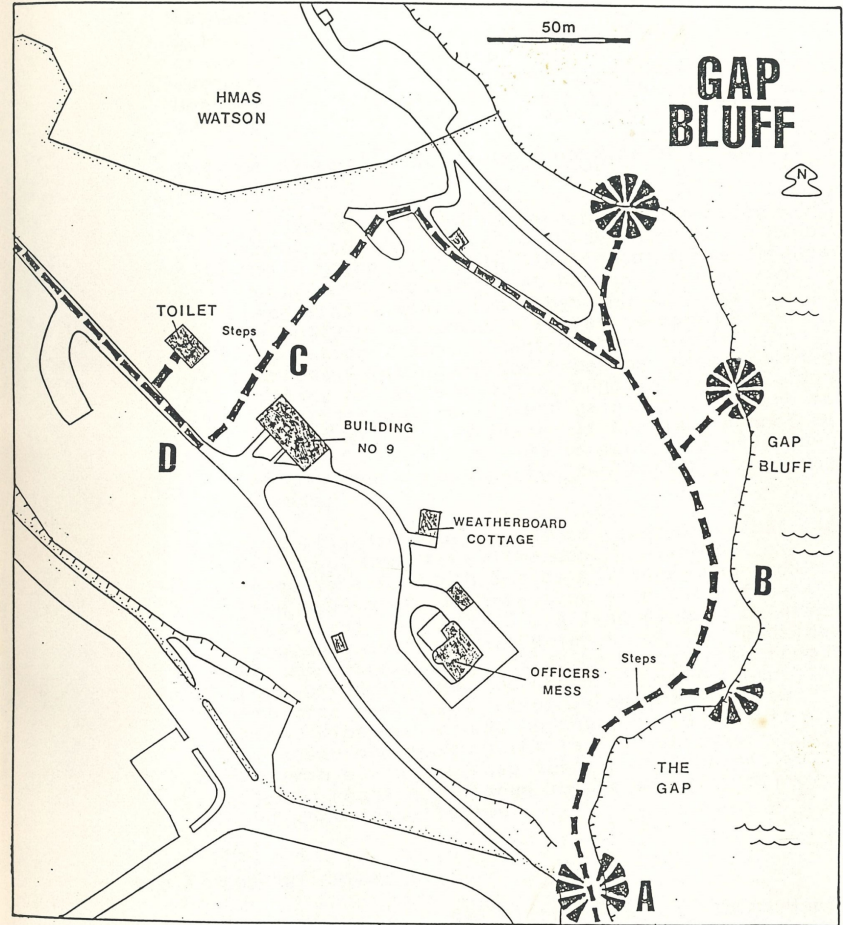 50m
GAP
BLUFF
N
HMAS
WATSON
TOILET
Steps
C
BUILDING
NO 9
D
GAP
BLUFF
WEATHERBOARD
COTTAGE
B
OFFICERS
MESS
Steps
THE
GAP
A